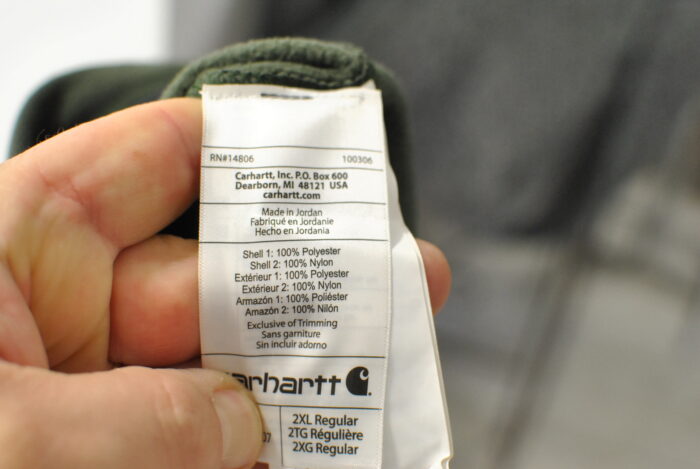 RN#14806 100306
Carhartt, Inc. P.O. Box 600
Dearborn, MI 48121 USA
carhartt.com
Made in Jordan
Fabriqué en Jordanie
Hecho en Jordania
Shell 1: 100% Polyester
Shell 2: 100% Nylon
Extérieur 1: 100% Polyester
Extérieur 2: 100% Nylon
Armazón 1: 100% Poliéster
Armazón 2: 100% Nilón
Exclusive of Trimming
Sans garniture
Sin incluir adorno
arhartt
07
2XL Regular
2TG Régulière
2XG Regular